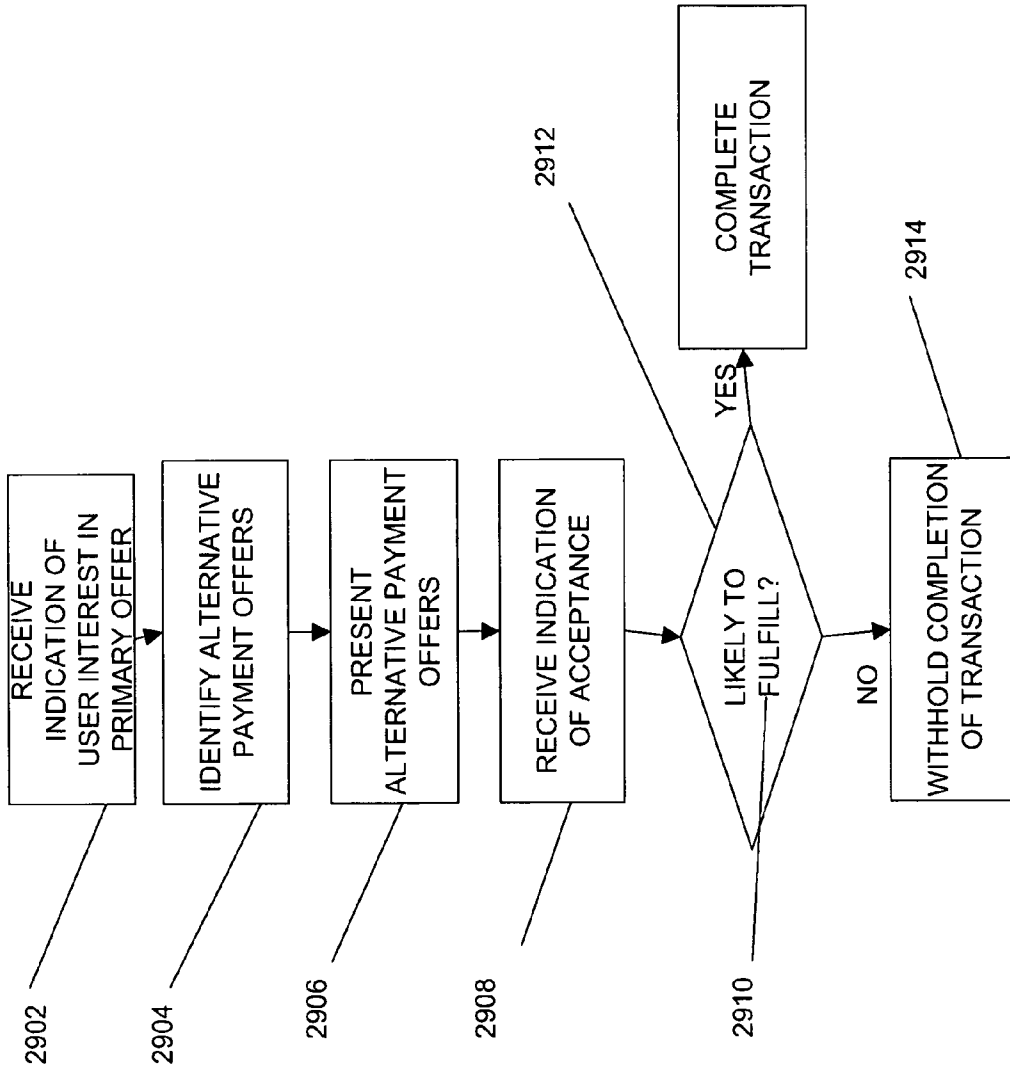 2902
RECEIVE
INDICATION OF
USER INTEREST IN
PRIMARY OFFER
2904
IDENTIFY ALTERNATIVE
PAYMENT OFFERS
2906
PRESENT
ALTERNATIVE PAYMENT
OFFERS
2908
RECEIVE INDICATION
OF ACCEPTANCE
2910
LIKELY TO
FULFILL?
2912
YES
COMPLETE
TRANSACTION
NO
WITHHOLD COMPLETION
OF TRANSACTION
2914